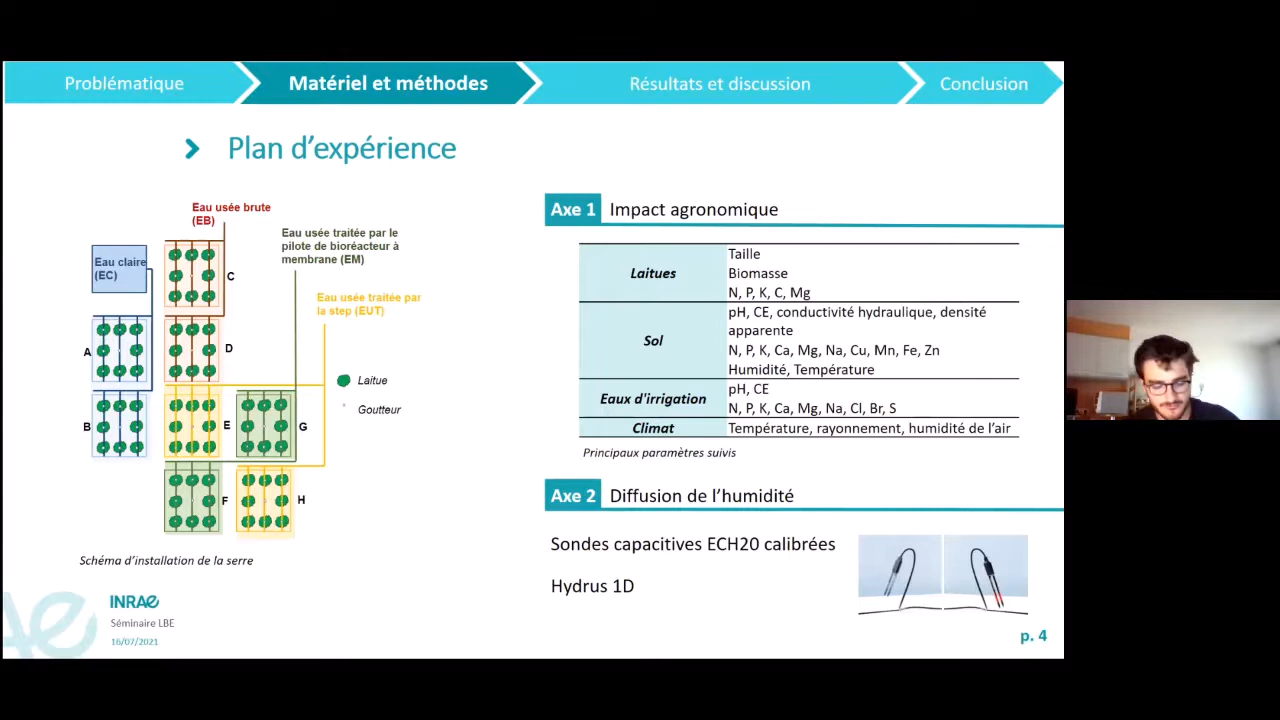 Problématique
Matériel et méthodes
Résultats et discussion
Conclusion
Plan d’expérience
Eau usée brute
(EB)
Eau usée traitée par le
pilote de bioréacteur à
membrane (EM)
Eau claire
(EC)
Eau usée traitée par
la step (EUT)
C
A
D
B
E
G
F
H
Laitue
Goutteur
Schéma d’installation de la serre
Axe 1 Impact agronomique
Laitues
Taille
Biomasse
N, P, K, C, Mg
Sol
pH, CE, conductivité hydraulique, densité
apparente
N, P, K, Ca, Mg, Na, Cu, Mn, Fe, Zn
Humidité, Température
Eaux d'irrigation
pH, CE
N, P, K, Ca, Mg, Na, Cl, Br, S
Climat
Température, rayonnement, humidité de l’air
Principaux paramètres suivis
Axe 2 Diffusion de l’humidité
Sondes capacitives ECH20 calibrées
Hydrus 1D
INRAE
Séminaire LBE
16/07/2021
p. 4